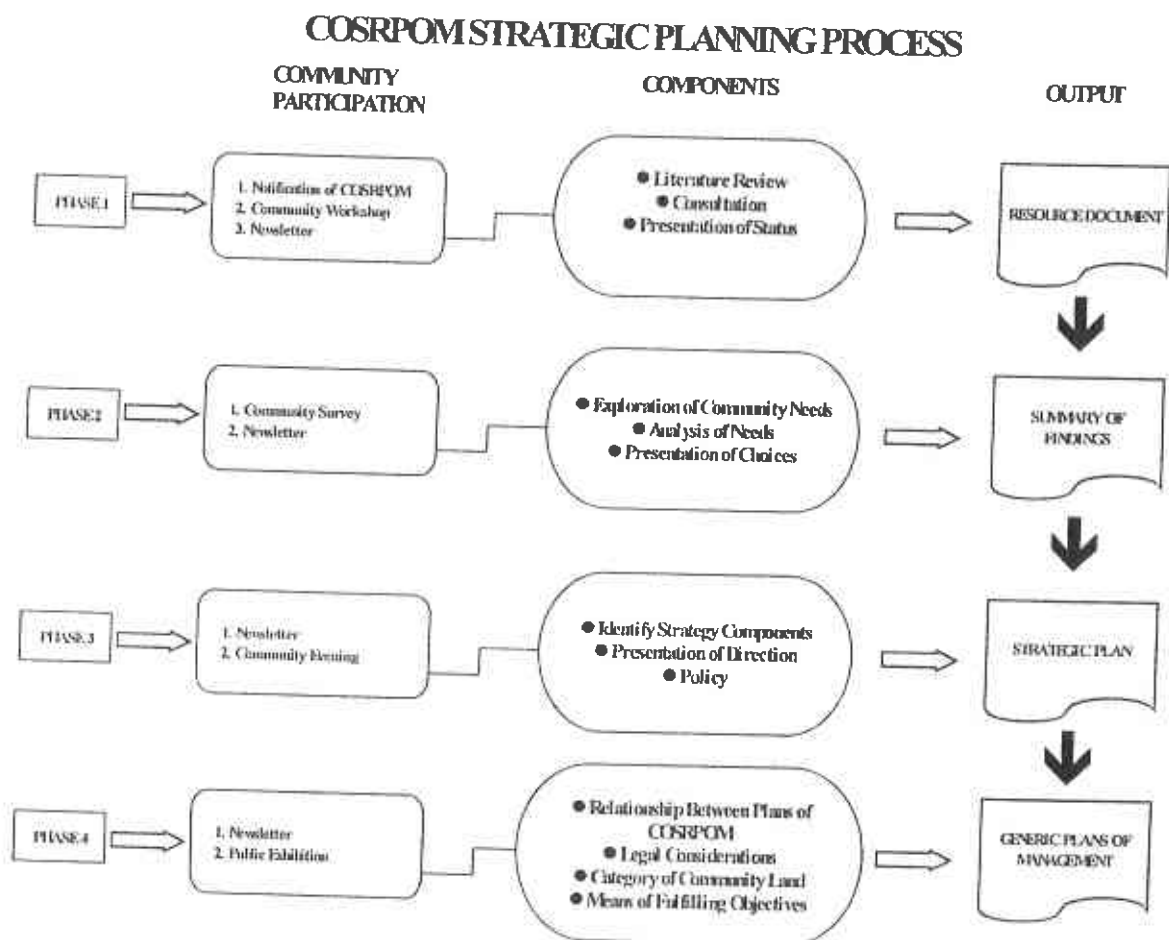 COSRPOM STRATEGIC PLANNING PROCESS
COMMUNITY
PARTICIPATION
COMPONENTS
OUTPUT
PHASE 1
1. Notification of COSRPOM
2. Community Workshop
3. Newsletter
● Literature Review
● Consultation
● Presentation of Status
RESOURCE DOCUMENT
PHASE 2
1. Community Survey
2. Newsletter
● Exploration of Community Needs
● Analysis of Needs
● Presentation of Choices
SUMMARY OF
FINDINGS
PHASE 3
1. Newsletter
2. Community Evening
● Identify Strategy Components
● Presentation of Direction
● Policy
STRATEGIC PLAN
PHASE 4
1. Newsletter
2. Public Exhibition
● Relationship Between Plans of
COSRPOM
● Legal Considerations
● Category of Community Land
● Means of Fulfilling Objectives
GENERIC PLANS OF
MANAGEMENT